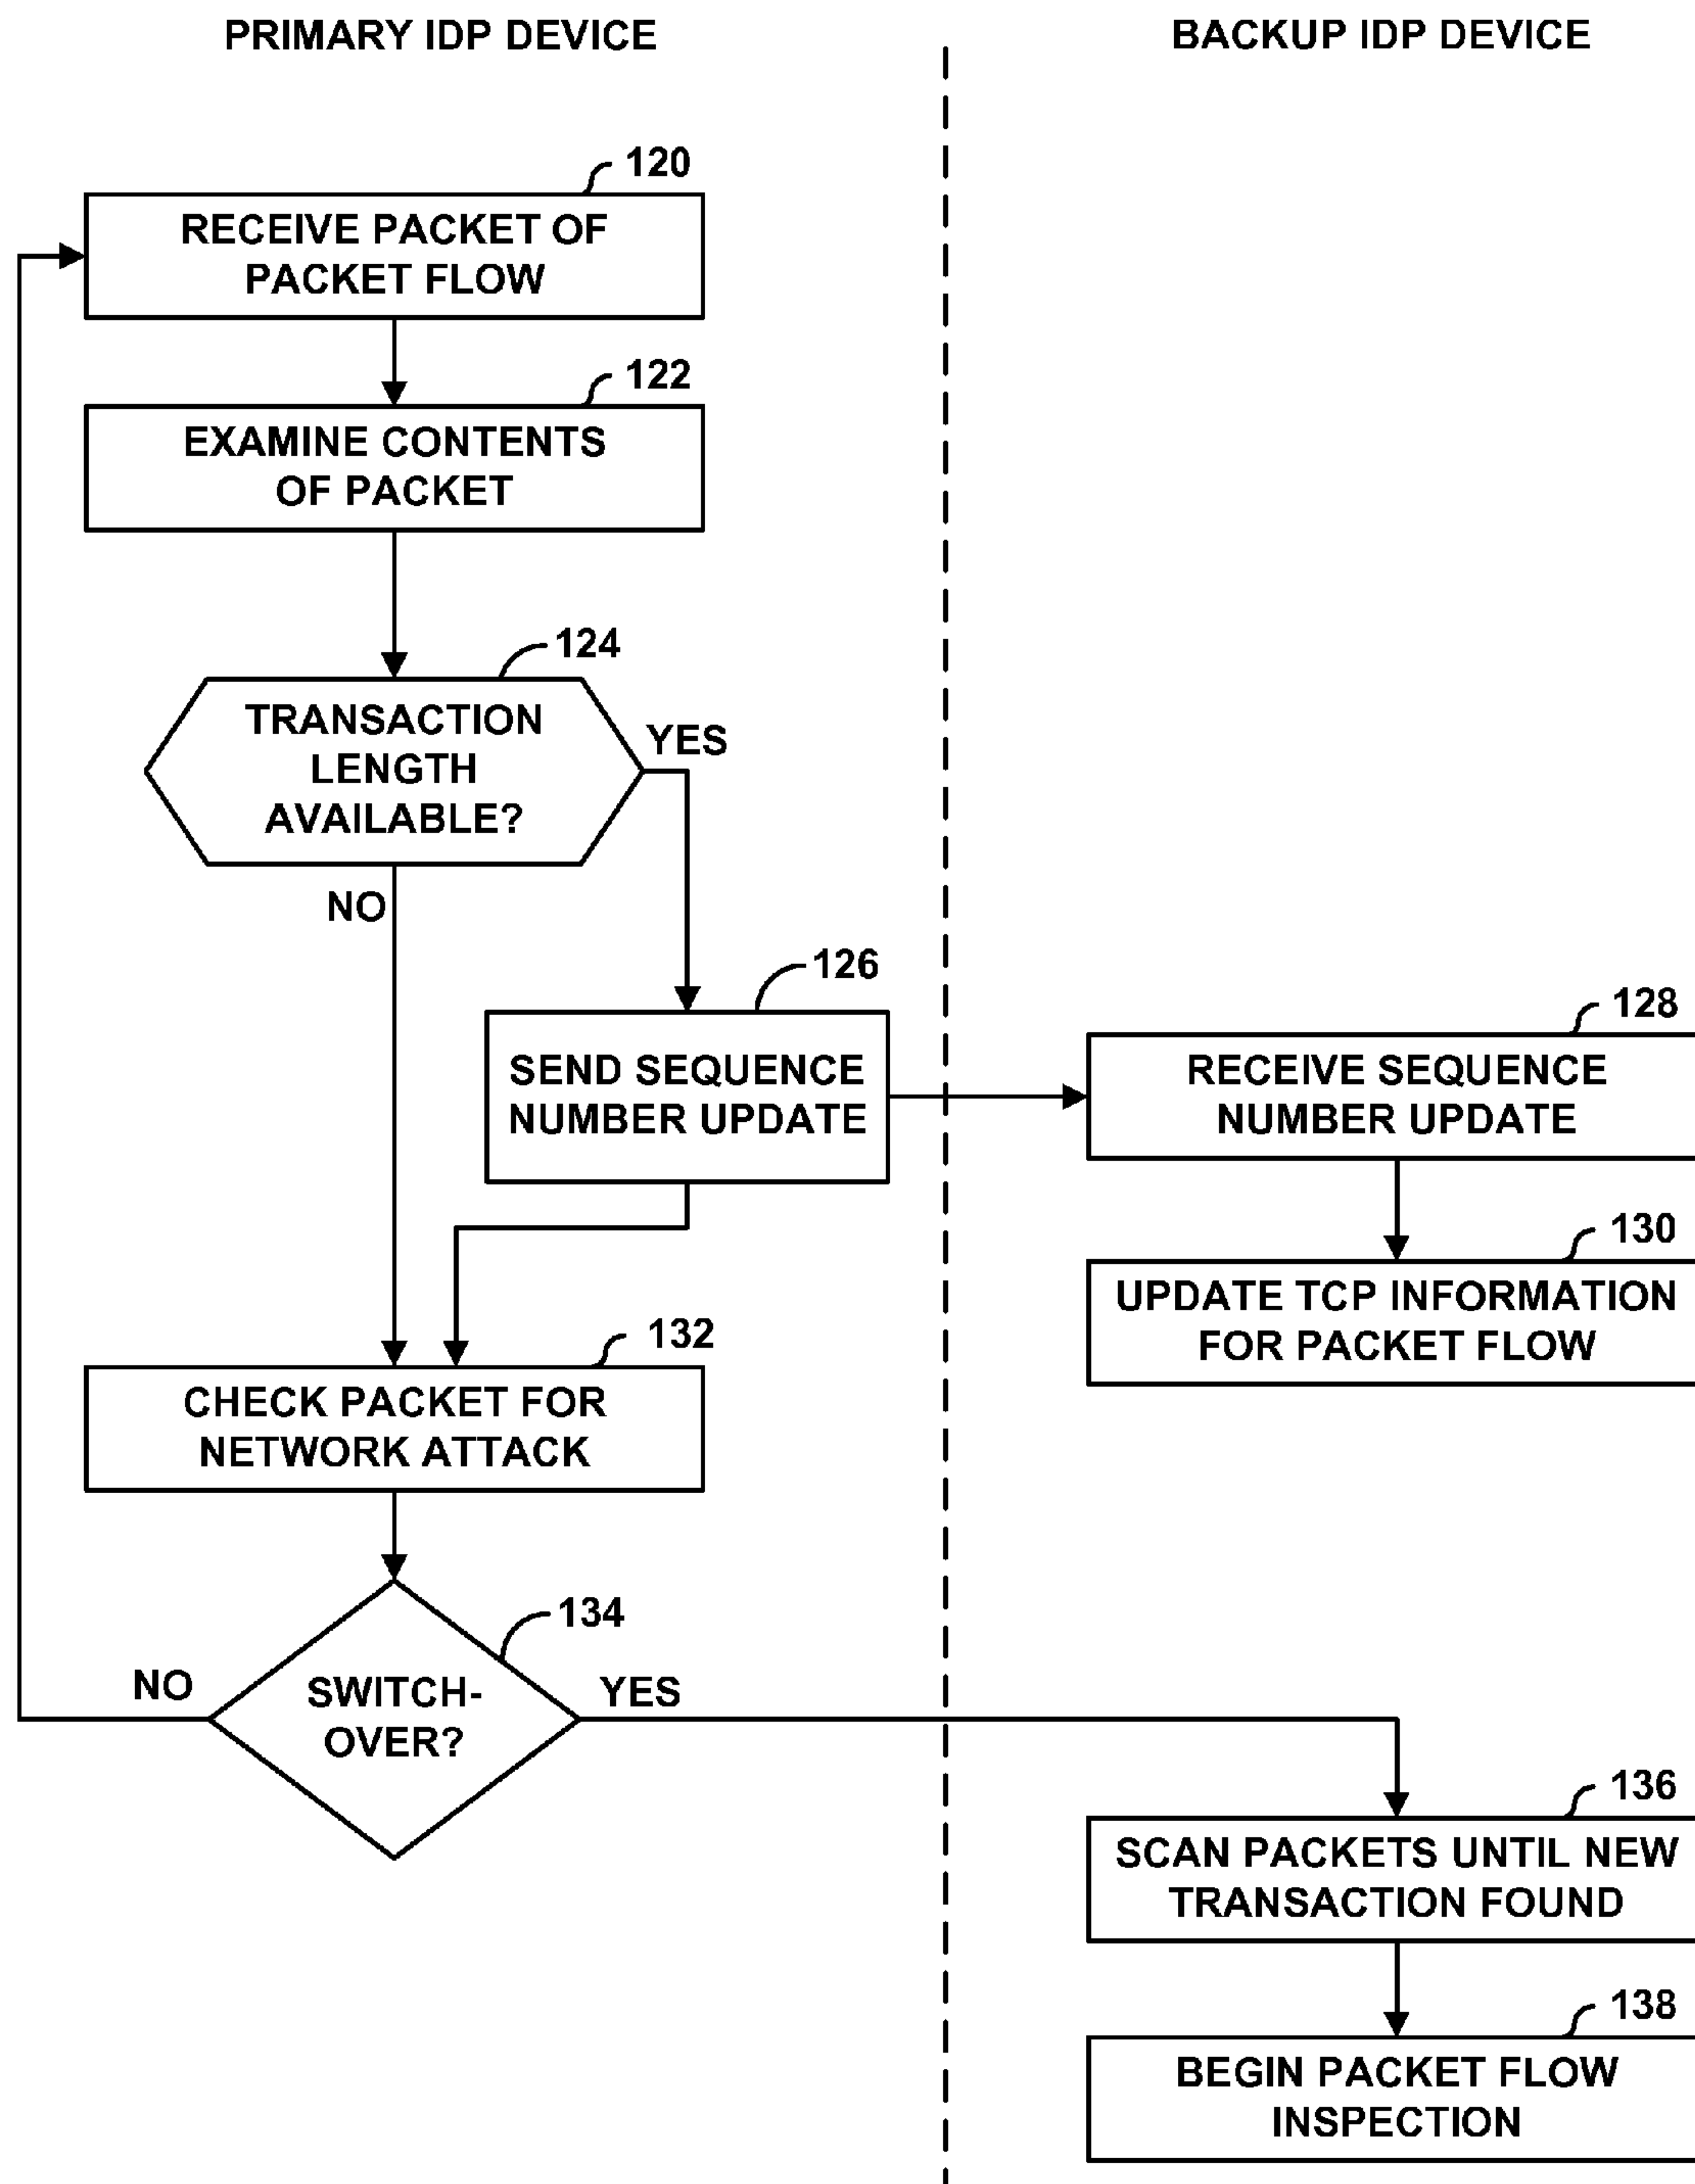 PRIMARY IDP DEVICE
BACKUP IDP DEVICE
120
RECEIVE PACKET OF
PACKET FLOW
122
EXAMINE CONTENTS
OF PACKET
124
TRANSACTION
LENGTH
AVAILABLE?
YES
NO
126
SEND SEQUENCE
NUMBER UPDATE
128
RECEIVE SEQUENCE
NUMBER UPDATE
130
UPDATE TCP INFORMATION
FOR PACKET FLOW
132
CHECK PACKET FOR
NETWORK ATTACK
134
SWITCH-
OVER?
NO
YES
136
SCAN PACKETS UNTIL NEW
TRANSACTION FOUND
138
BEGIN PACKET FLOW
INSPECTION